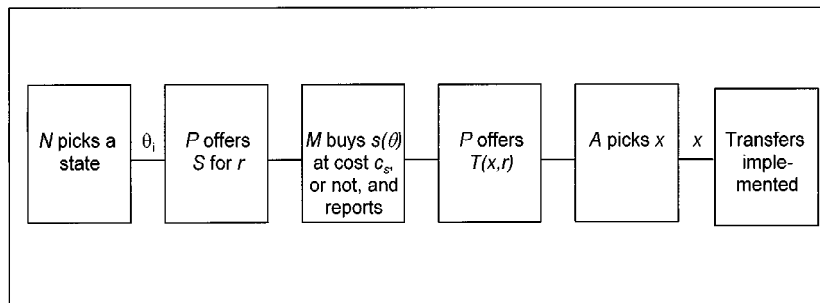 N picks a
state
θi
P offers
S for r
M buys s(θ)
at cost cs,
or not, and
reports
P offers
T(x,r)
A picks x
x
Transfers
imple-
mented